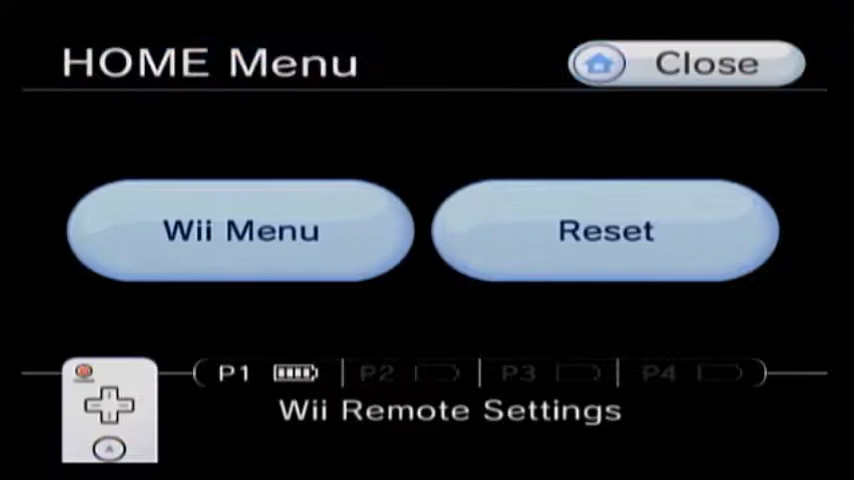 HOME Menu
Close
Wii Menu
Reset
P1 P2 P3 P4
Wii Remote Settings
A